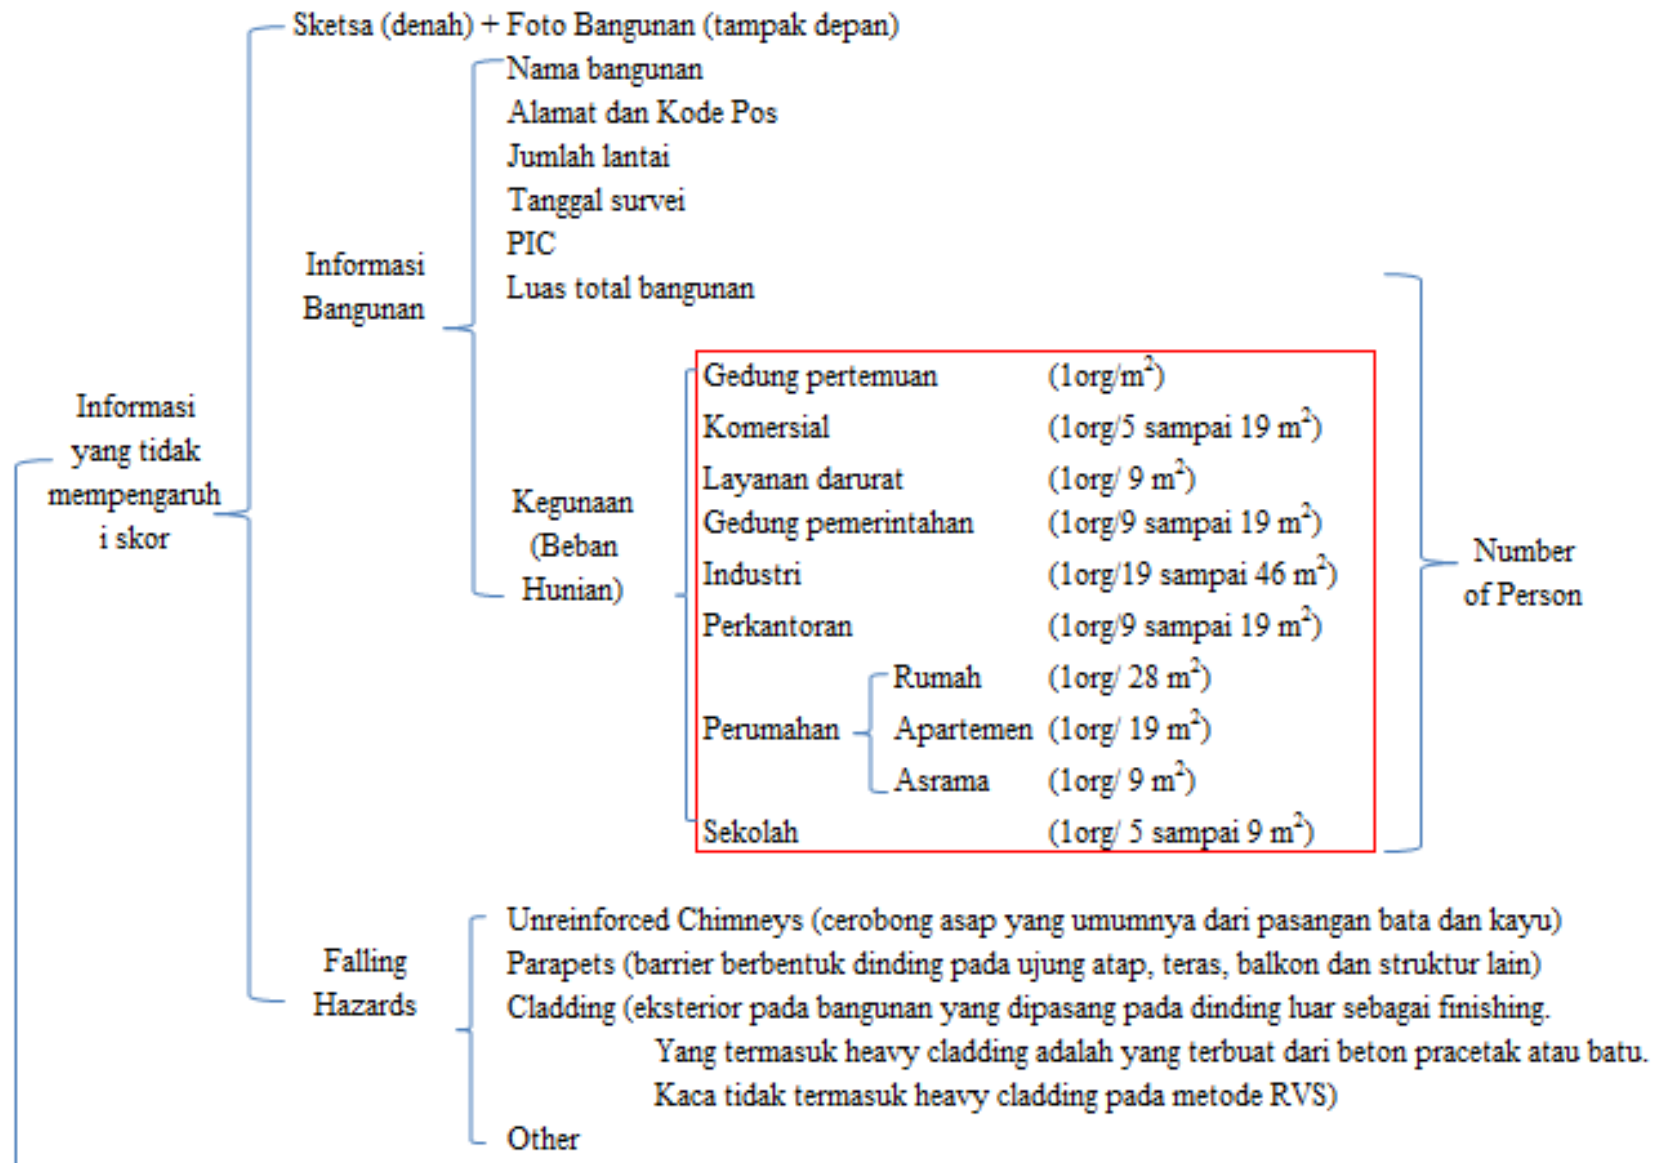 Sketsa (denah) + Foto Bangunan (tampak depan)
Nama bangunan
Alamat dan Kode Pos
Jumlah lantai
Tanggal survei
PIC
Luas total bangunan
Informasi
Bangunan
Informasi
yang tidak
mempengaruh
i skor
Kegunaan
(Beban
Hunian)
Gedung pertemuan (1org/m²)
Komersial (1org/5 sampai 19 m²)
Layanan darurat (1org/ 9 m²)
Gedung pemerintahan (1org/9 sampai 19 m²)
Industri (1org/19 sampai 46 m²)
Perkantoran (1org/9 sampai 19 m²)
Rumah (1org/ 28 m²)
Perumahan Apartemen (1org/ 19 m²)
Asrama (1org/ 9 m²)
Sekolah (1org/ 5 sampai 9 m²)
Number
of Person
Falling
Hazards
Unreinforced Chimneys (cerobong asap yang umumnya dari pasangan bata dan kayu)
Parapets (barrier berbentuk dinding pada ujung atap, teras, balkon dan struktur lain)
Cladding (eksterior pada bangunan yang dipasang pada dinding luar sebagai finishing.
Yang termasuk heavy cladding adalah yang terbuat dari beton pracetak atau batu.
Kaca tidak termasuk heavy cladding pada metode RVS)
Other